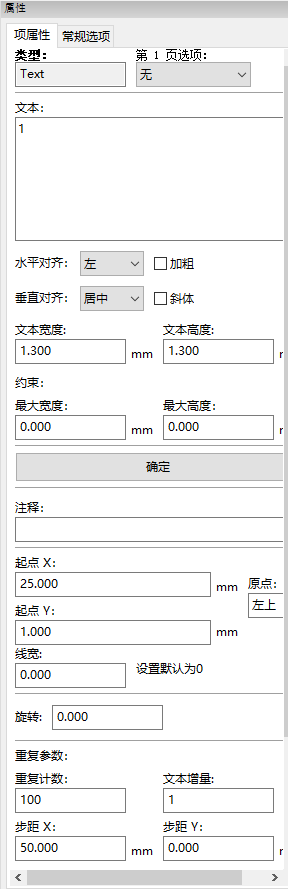 属性
项属性 常规选项
类型： 第 1 页选项：
Text 无
文本：
1
水平对齐： 左 加粗
垂直对齐： 居中 斜体
文本宽度： 文本高度：
1.300 mm 1.300
约束：
最大宽度： 最大高度：
0.000 mm 0.000
确定
注释：
起点 X：
25.000 mm 原点：
起点 Y： 左上
1.000 mm
线宽：
0.000 设置默认为0
旋转： 0.000
重复参数：
重复计数： 文本增量：
100 1
步距 X： 步距 Y：
50.000 mm 0.000